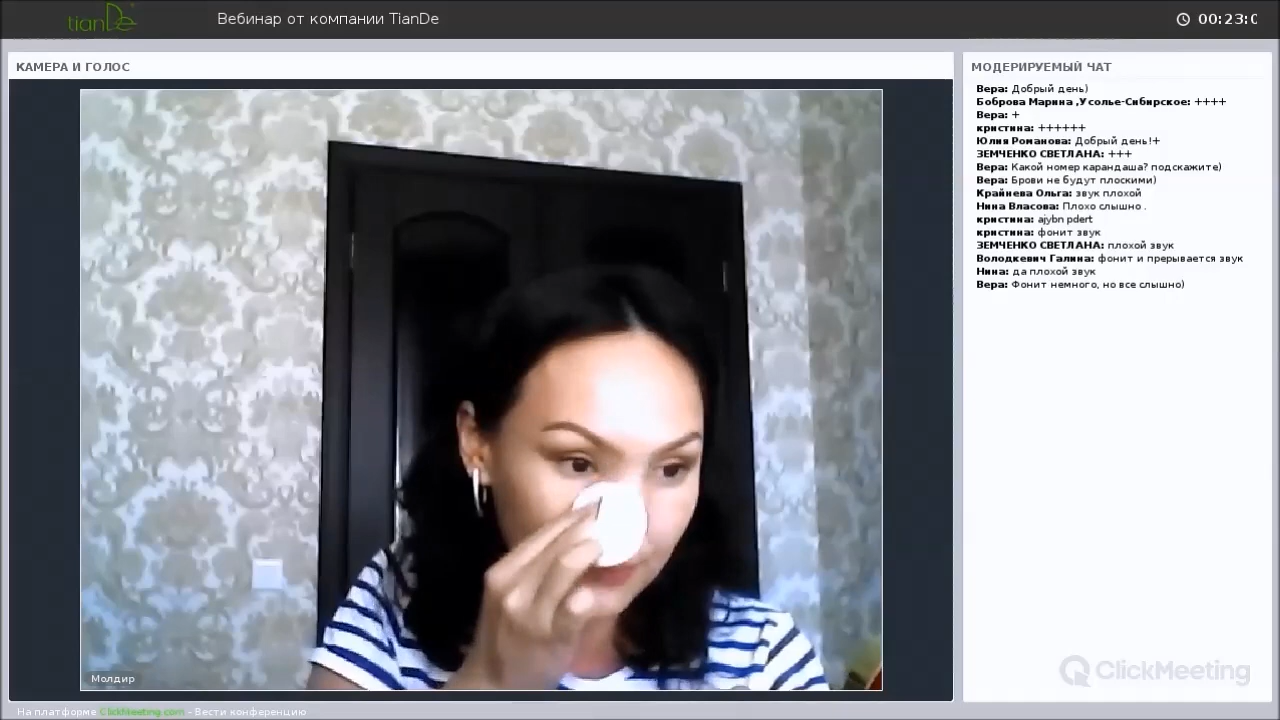 tianDe
Вебинар от компании TianDe
00:23:0
КАМЕРА И ГОЛОС
МОДЕРИРУЕМЫЙ ЧАТ
Вера: Добрый день)
Боброва Марина ,Усолье-Сибирское: ++++
Вера: +
кристина: ++++++
Юлия Романова: Добрый день!+
ЗЕМЧЕНКО СВЕТЛАНА: +++
Вера: Какой номер карандаша? подскажите)
Вера: Брови не будут плоскими)
Крайнева Ольга: звук плохой
Нина Власова: Плохо слышно .
кристина: ajybn pdert
кристина: фонит звук
ЗЕМЧЕНКО СВЕТЛАНА: плохой звук
Володкевич Галина: фонит и прерывается звук
Нина: да плохой звук
Вера: Фонит немного, но все слышно)
Молдир
ClickMeeting
На платформе ClickMeeting.com - Вести конференцию